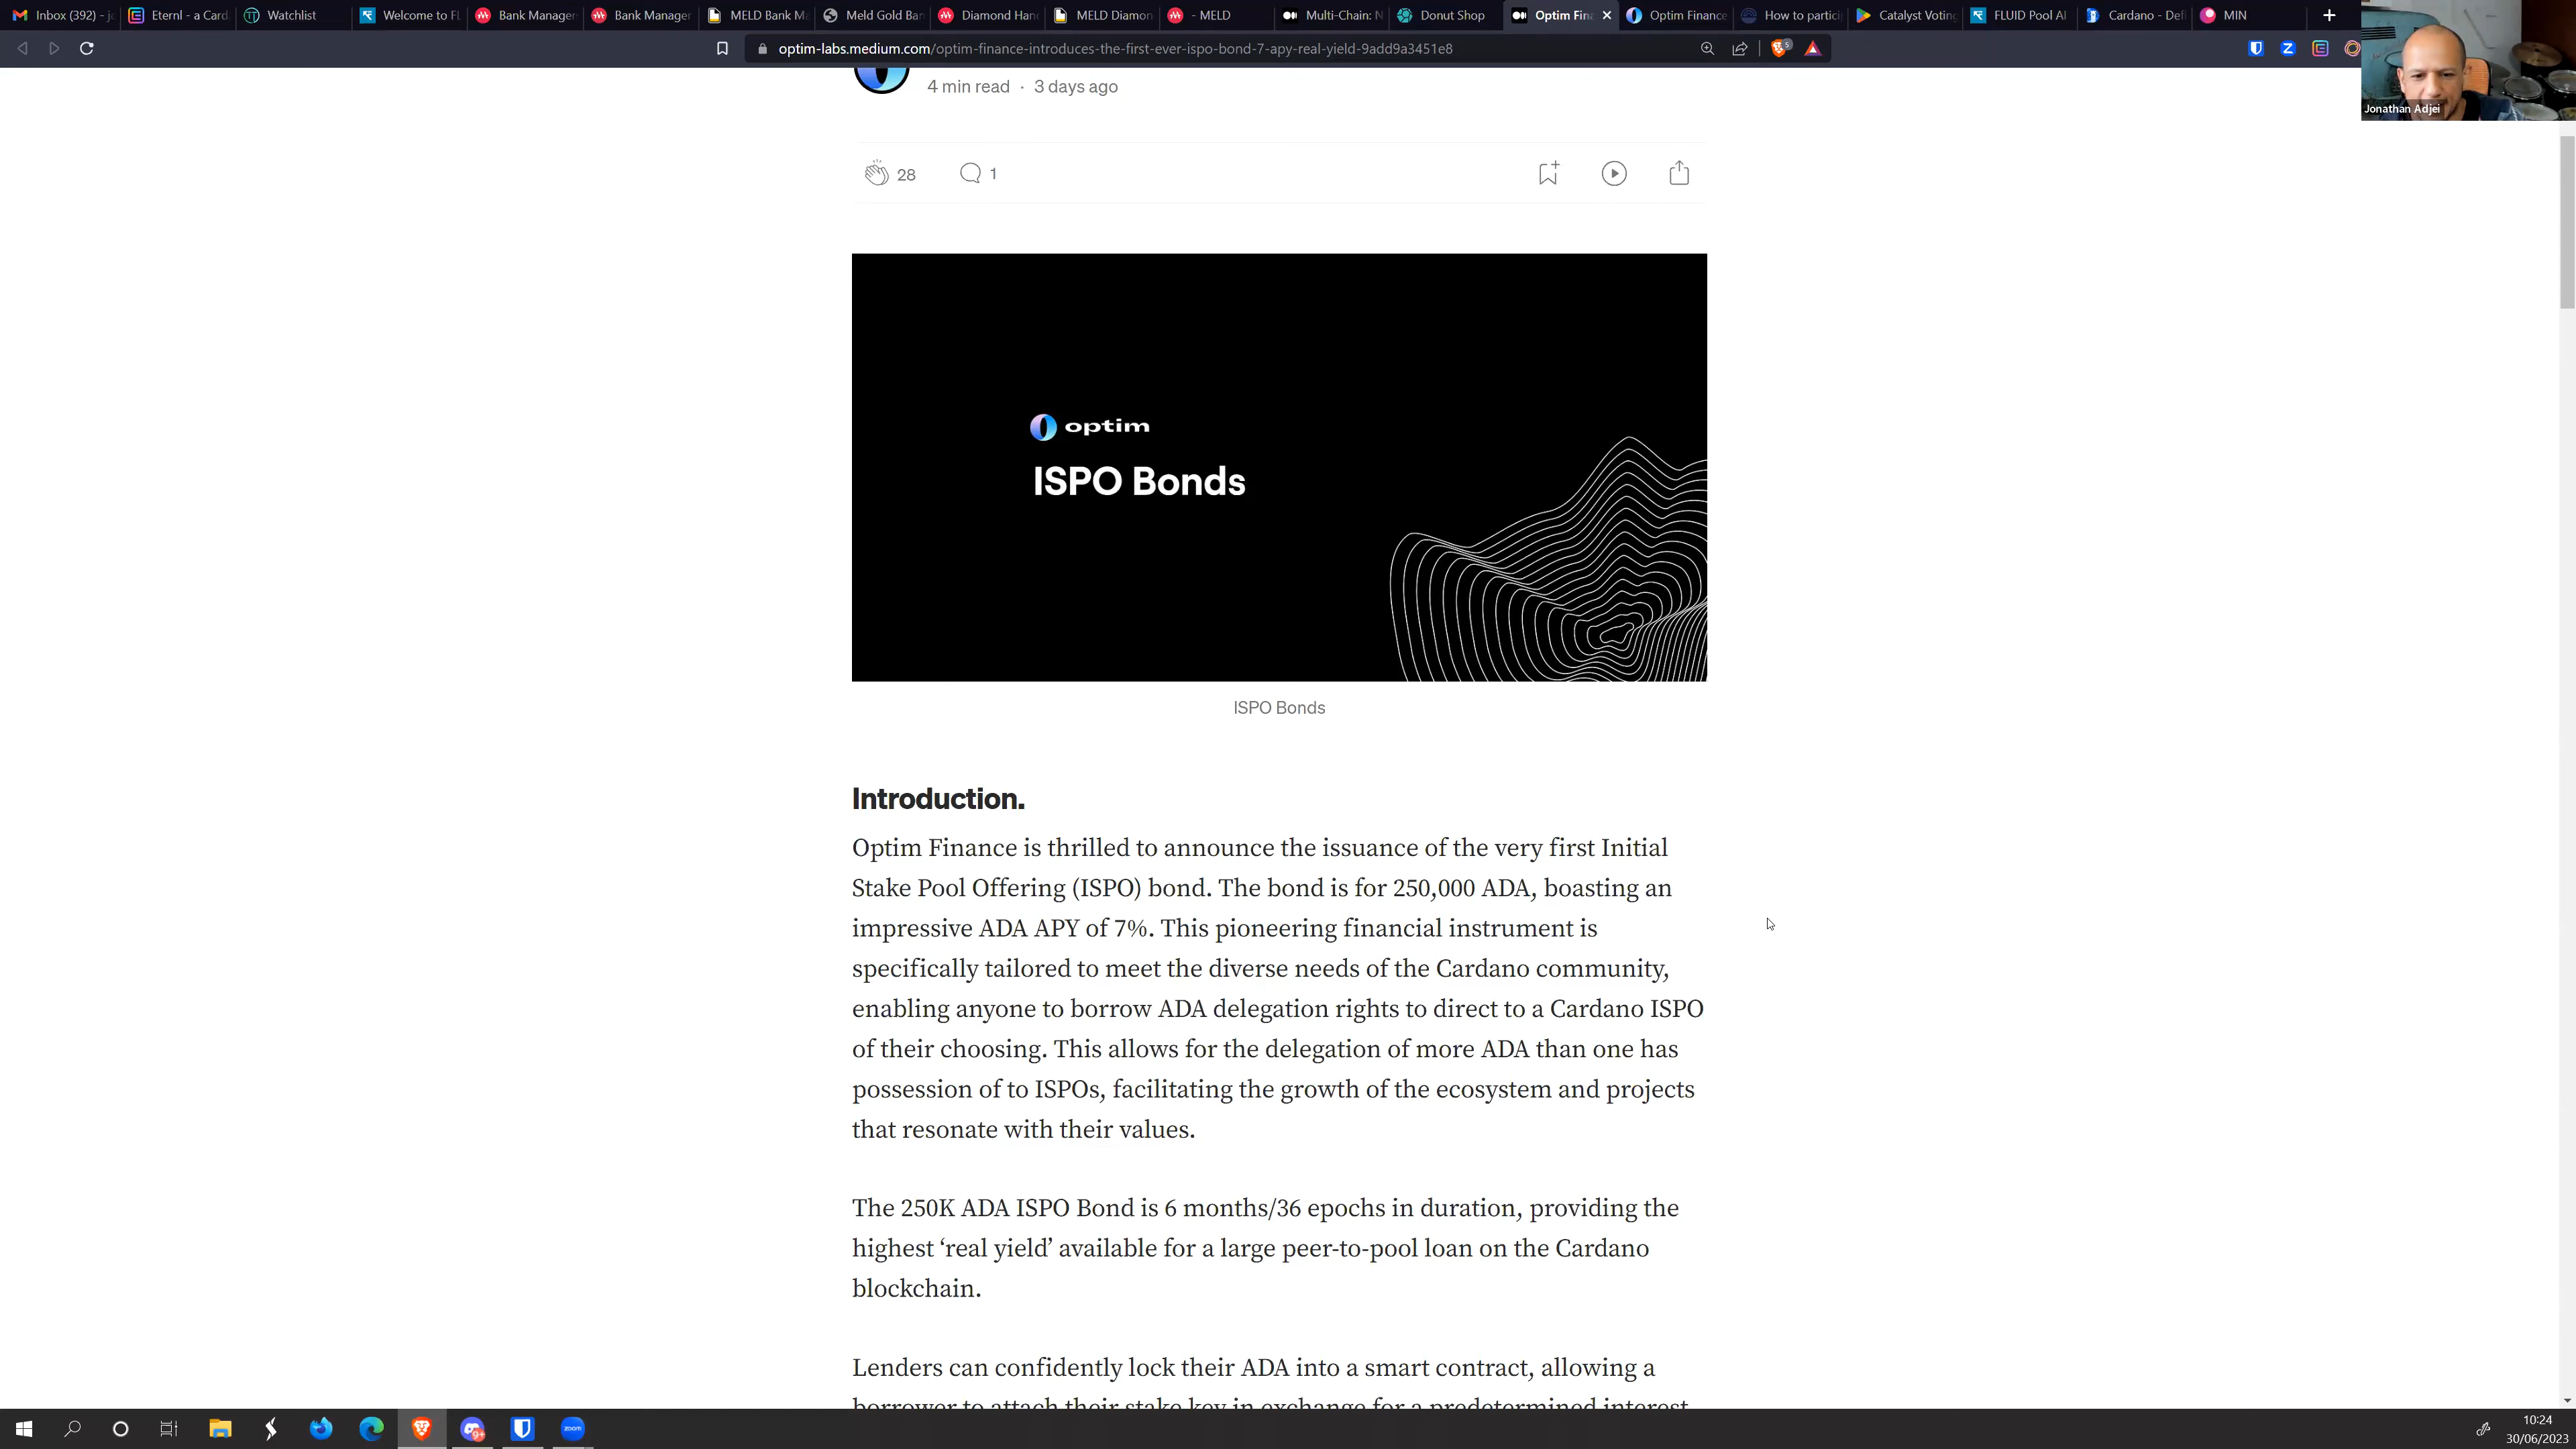 Inbox (392) - j
Eternl - a Card
Watchlist
Welcome to Fl
Bank Manager
Bank Manager
MELD Bank Ma
Meld Gold Ban
Diamond Hand
MELD Diamon
- MELD
Multi-Chain: N
Donut Shop
Optim Fin
Optim Finance
How to partici
Catalyst Voting
FLUID Pool A
Cardano - Defi
MIN
optim-labs.medium.com/optim-finance-introduces-the-first-ever-ispo-bond-7-apy-real-yield-9add9a3451e8
Jonathan Adjei
4 min read · 3 days ago
28
1
optim
ISPO Bonds
ISPO Bonds
Introduction.
Optim Finance is thrilled to announce the issuance of the very first Initial
Stake Pool Offering (ISPO) bond. The bond is for 250,000 ADA, boasting an
impressive ADA APY of 7%. This pioneering financial instrument is
specifically tailored to meet the diverse needs of the Cardano community,
enabling anyone to borrow ADA delegation rights to direct to a Cardano ISPO
of their choosing. This allows for the delegation of more ADA than one has
possession of to ISPOs, facilitating the growth of the ecosystem and projects
that resonate with their values.
The 250K ADA ISPO Bond is 6 months/36 epochs in duration, providing the
highest ‘real yield’ available for a large peer-to-pool loan on the Cardano
blockchain.
Lenders can confidently lock their ADA into a smart contract, allowing a
borrower to attach their stake key in exchange for a predetermined interest
zoom
10:24
30/06/2023